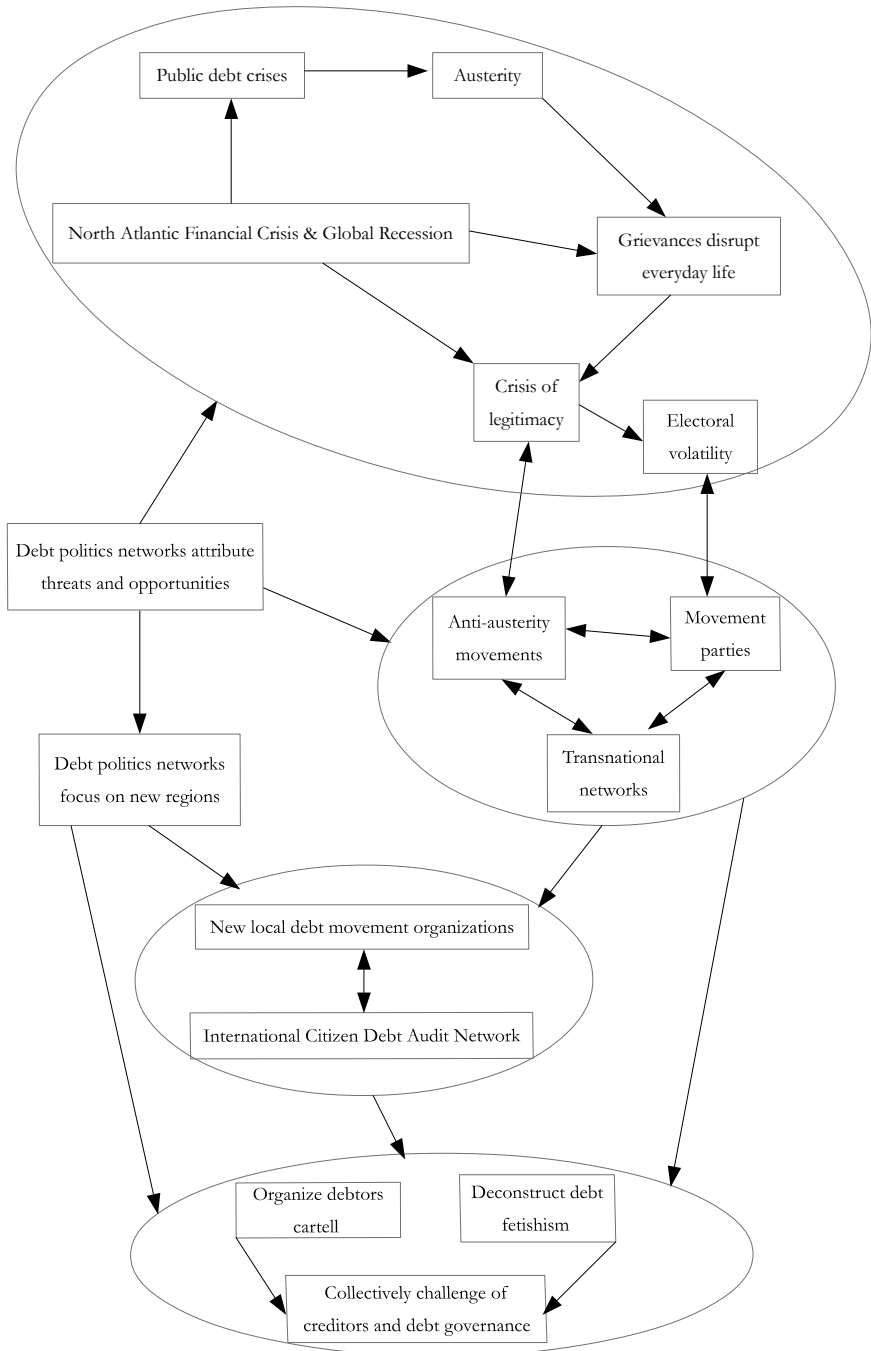 Public debt crises
Austerity
North Atlantic Financial Crisis & Global Recession
Grievances disrupt
everyday life
Crisis of
legitimacy
Electoral
volatility
Debt politics networks attribute
threats and opportunities
Anti-austerity
movements
Movement
parties
Transnational
networks
Debt politics networks
focus on new regions
New local debt movement organizations
International Citizen Debt Audit Network
Organize debtors
cartell
Deconstruct debt
fetishism
Collectively challenge of
creditors and debt governance